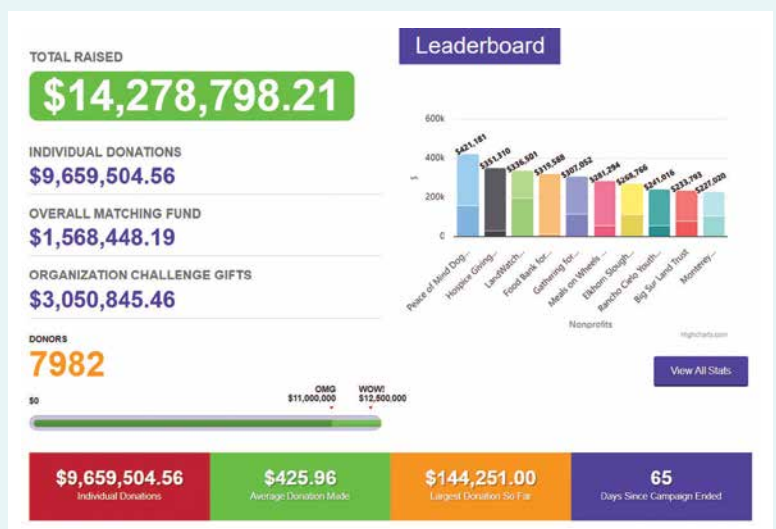 TOTAL RAISED
$14,278,798.21
INDIVIDUAL DONATIONS
$9,659,504.56
OVERALL MATCHING FUND
$1,568,448.19
ORGANIZATION CHALLENGE GIFTS
$3,050,845.46
DONORS
7982
OMG WOW!
$0 $11,000,000 $12,500,000
Leaderboard
600k
400k
200k
0
$
$421,181
$351,310
$336,501
$319,588
$307,052
$281,294
$268,766
$241,016
$233,793
$227,020
Peace of Mind Dog...
Hospice Giving...
LandWatch...
Food Bank for...
Gathering for...
Meals on Wheels ...
Elkhorn Slough...
Rancho Cielo Youth...
Big Sur Land Trust
Monterey...
Nonprofits
Highcharts.com
View All Stats
$9,659,504.56
Individual Donations
$425.96
Average Donation Made
$144,251.00
Largest Donation So Far
65
Days Since Campaign Ended